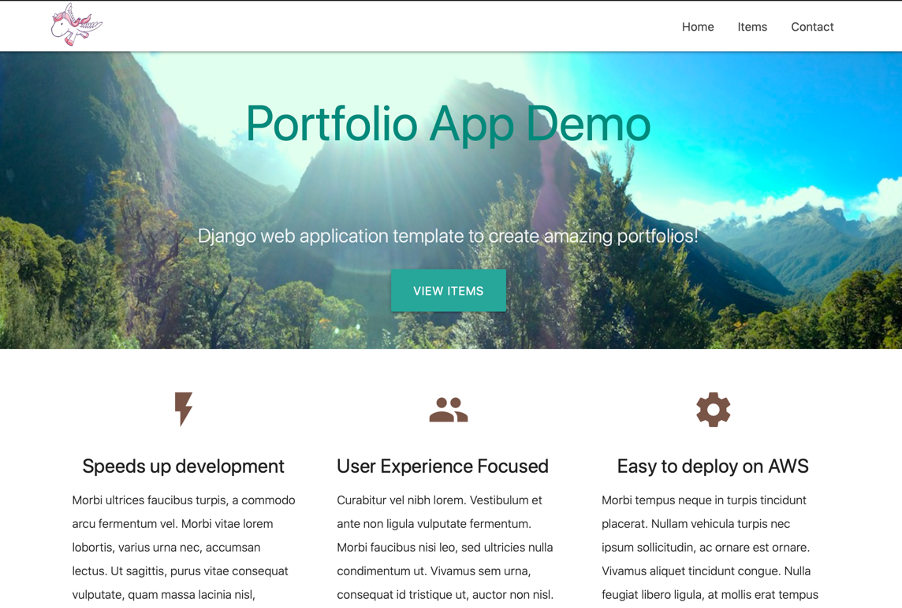 Home Items Contact
Portfolio App Demo
Django web application template to create amazing portfolios!
VIEW ITEMS
Speeds up development
Morbi ultrices faucibus turpis, a commodo
arcu fermentum vel. Morbi vitae lorem
lobortis, varius urna nec, accumsan
lectus. Ut sagittis, purus vitae consequat
vulputate, quam massa lacinia nisl,
User Experience Focused
Curabitur vel nibh lorem. Vestibulum et
ante non ligula vulputate fermentum.
Morbi faucibus nisi leo, sed ultricies nulla
condimentum ut. Vivamus sem urna,
consequat id tristique ut, auctor non nisl.
Easy to deploy on AWS
Morbi tempus neque in turpis tincidunt
placerat. Nullam vehicula turpis nec
ipsum sollicitudin, ac ornare est ornare.
Vivamus aliquet tincidunt congue. Nulla
feugiat libero ligula, at mollis erat tempus